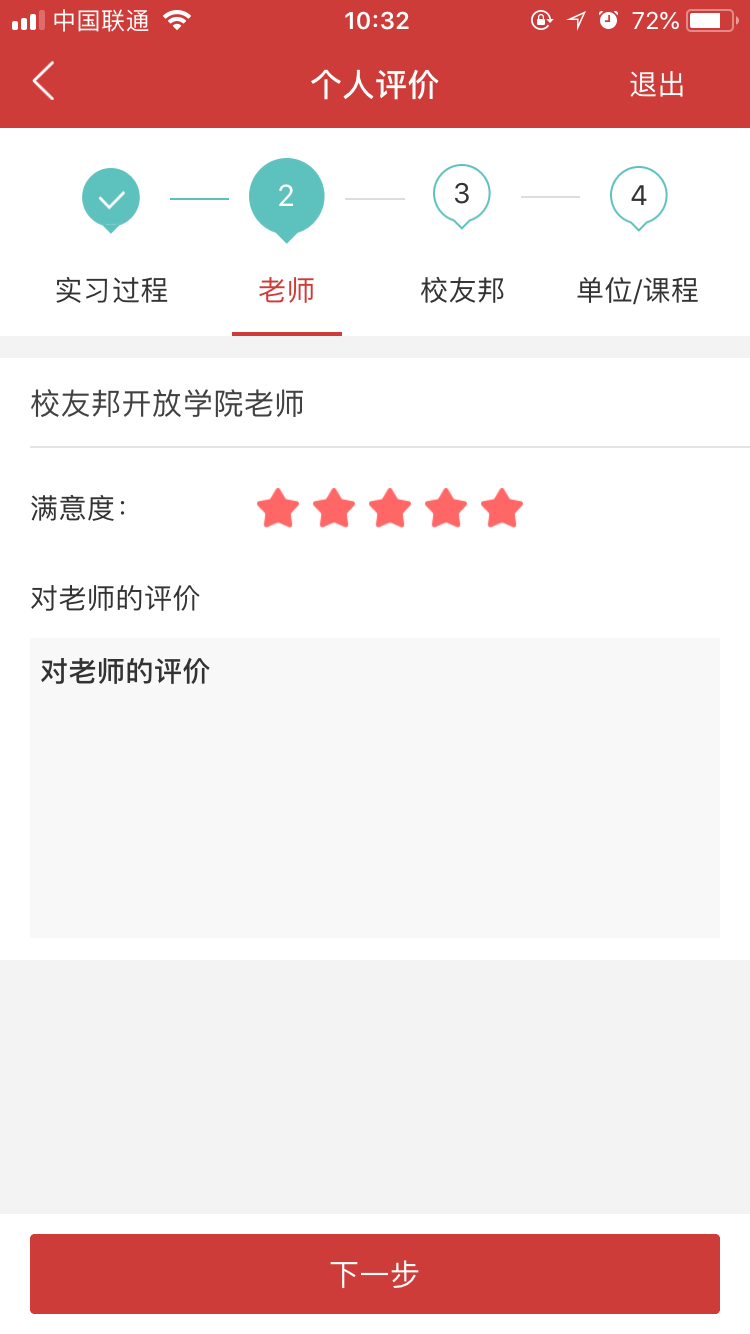 中国联通 10:32 72%
个人评价 退出
2 3 4
实习过程 老师 校友邦 单位/课程
校友邦开放学院老师
满意度：
对老师的评价
对老师的评价
下一步